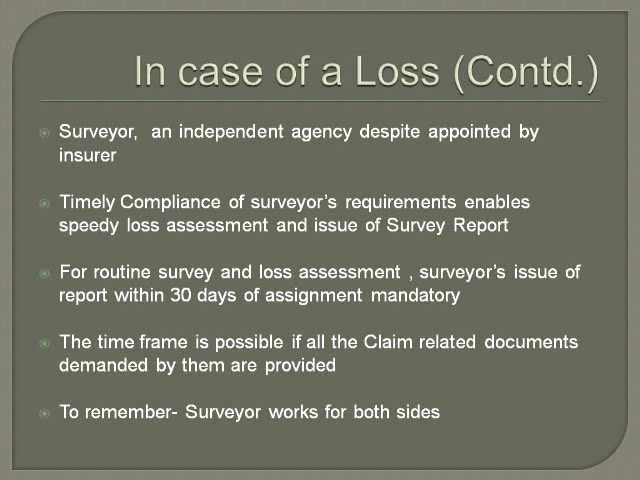 In case of a Loss (Contd.)
Surveyor, an independent agency despite appointed by
insurer
Timely Compliance of surveyor's requirements enables
speedy loss assessment and issue of Survey Report
For routine survey and loss assessment , surveyor's issue of
report within 30 days of assignment mandatory
The time frame is possible if all the Claim related documents
demanded by them are provided
To remember- Surveyor works for both sides